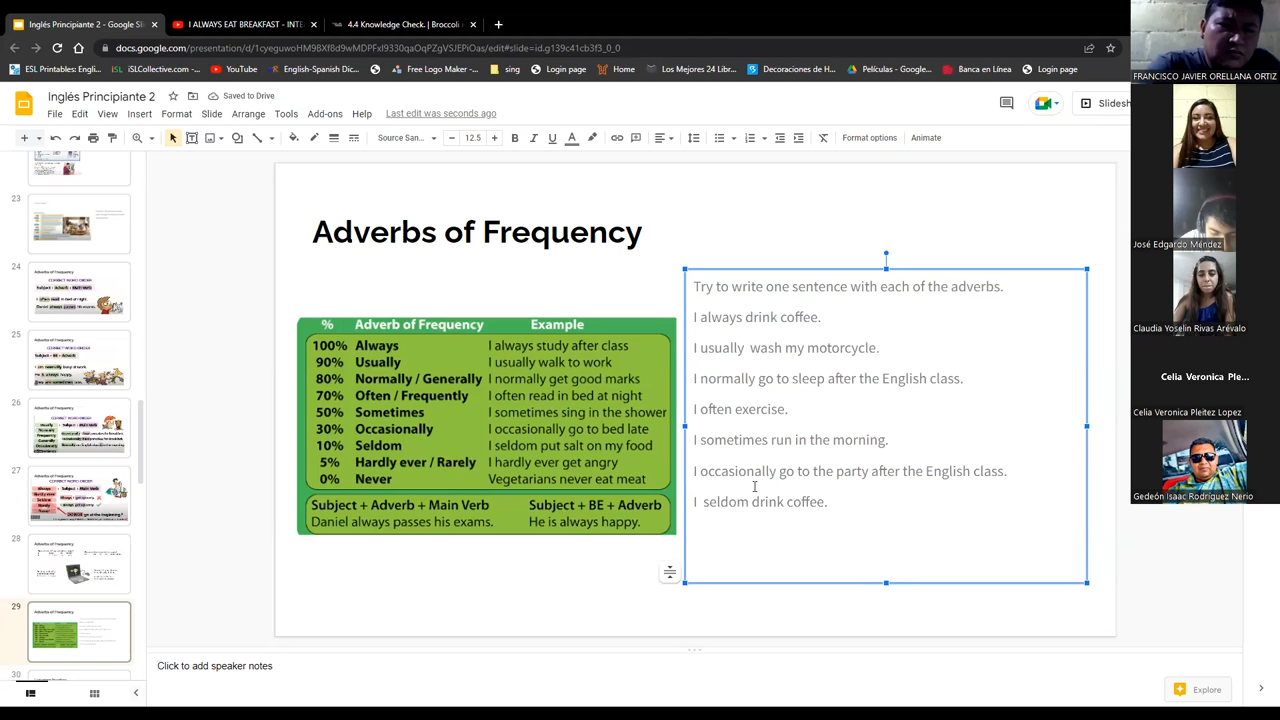 Inglés Principiante 2 - Google Sli
I ALWAYS EAT BREAKFAST - INTE
4.4 Knowledge Check. | Broccoli
docs.google.com/presentation/d/1cyeguwoHM9BXf8d9wMDPFxI9330qaOqPZgVSJEPiOas/edit#slide=id.g139c41cb3f3_0_0
ESL Printables: Engli...
iSLCollective.com -...
YouTube
English-Spanish Dic...
Free Logo Maker -...
sing
Login page
Home
Los Mejores 24 Libr...
Decoraciones de H...
Películas - Google...
Banca en Línea
Login page
Inglés Principiante 2
Saved to Drive
File Edit View Insert Format Slide Arrange Tools Add-ons Help
Last edit was seconds ago
Slidesh
Source San...
12.5
Format options
Animate
23
24
25
26
27
28
29
30
Adverbs of Frequency
% Adverb of Frequency Example
100% Always I always study after class
90% Usually I usually walk to work
80% Normally / Generally I normally get good marks
70% Often / Frequently I often read in bed at night
50% Sometimes I sometimes sing in the shower
30% Occasionally I occasionally go to bed late
10% Seldom I seldom put salt on my food
5% Hardly ever / Rarely I hardly ever get angry
0% Never Vegetarians never eat meat
Subject + Adverb + Main Verb Subject + BE + Adverb
Daniel always passes his exams. He is always happy.
Try to write one sentence with each of the adverbs.
I always drink coffee.
I usually wash my motorcycle.
I normally go to sleep after the English class.
I often exercise.
I sometimes run in the morning.
I occasionally go to the party after the English class.
I seldom drink coffee.
Click to add speaker notes
Explore
FRANCISCO JAVIER ORELLANA ORTIZ
José Edgardo Méndez
Claudia Yoselin Rivas Arévalo
Celia Veronica Ple...
Celia Veronica Pleitez Lopez
Gedeón Isaac Rodríguez Nerio